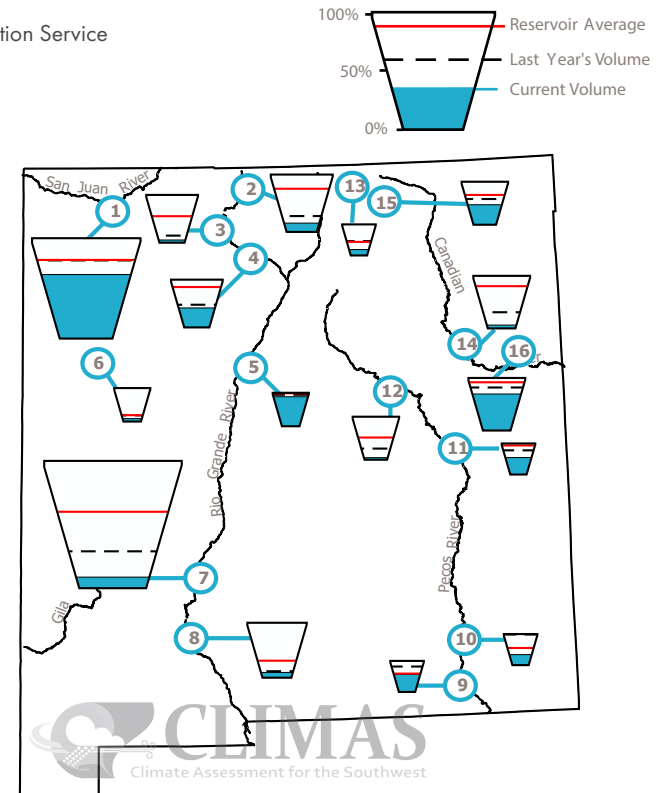 100%
Reservoir Average
tion Service
Last Year's Volume
50%
Current Volume
0%
San Juan River
1
2
13
15
3
4
Canadian
14
16
er
6
5
12
11
Rio Grande River
Pecos River
7
Gila
8
10
9
CLIMAS
Climate Assessment for the Southwest